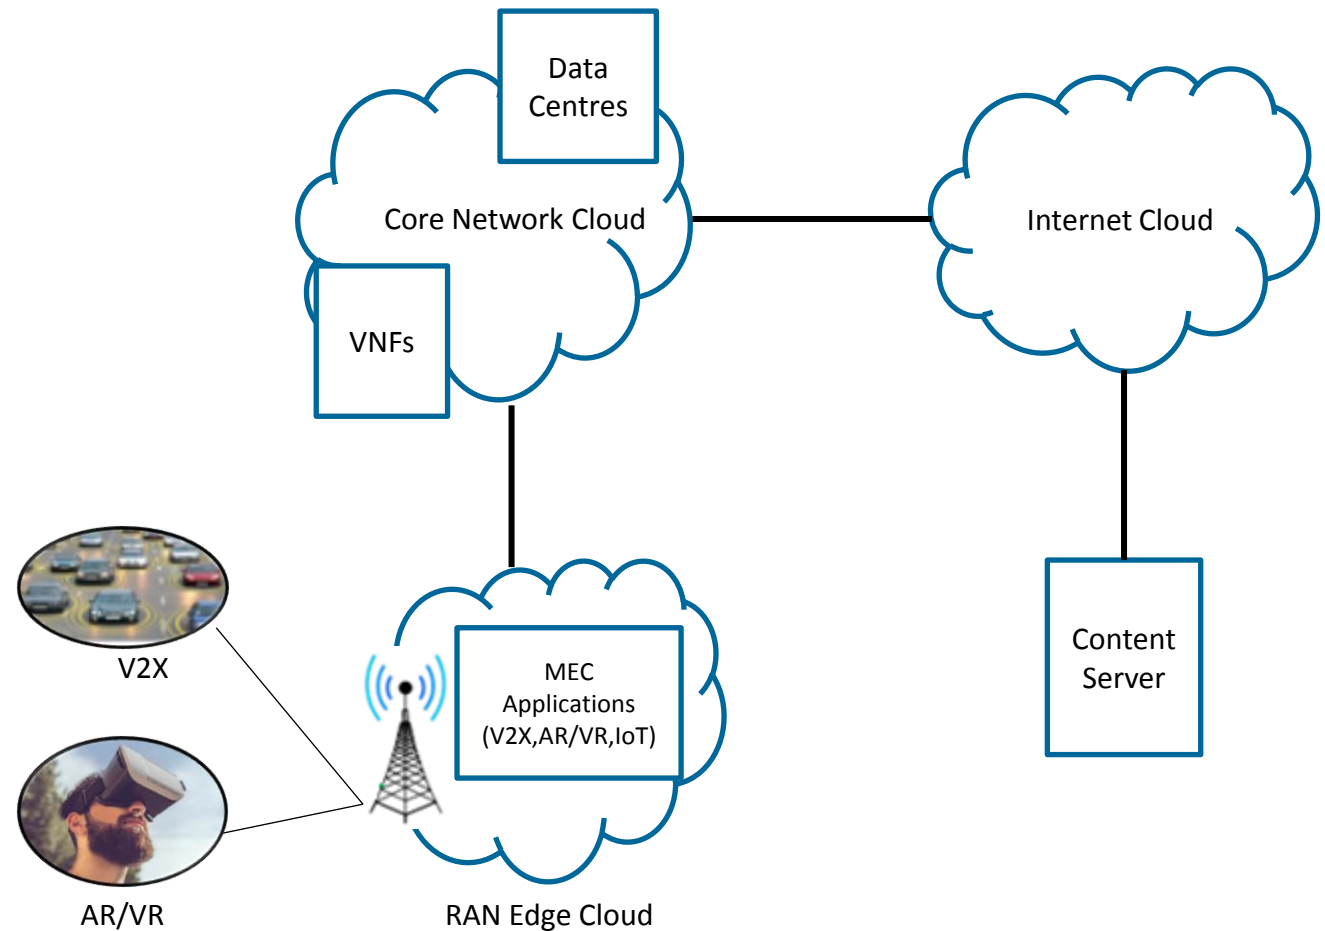 Data
Centres
Core Network Cloud
Internet Cloud
VNFs
V2X
MEC
Applications
(V2X,AR/VR,IoT)
Content
Server
AR/VR
RAN Edge Cloud